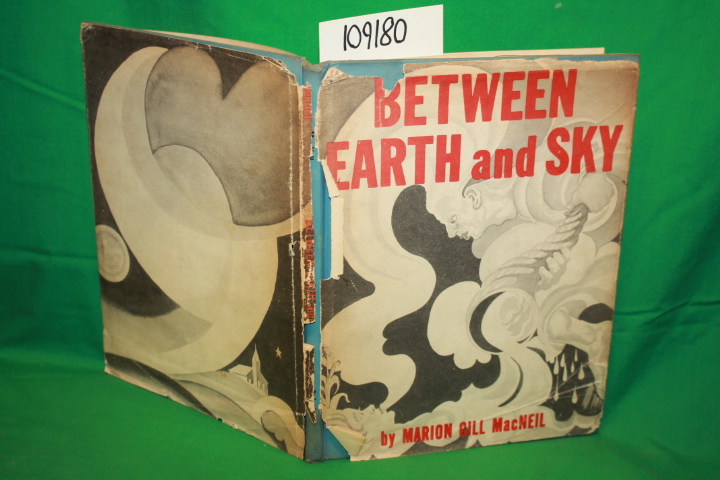 109180
BETWEEN
EARTH and SKY
by MARION GILL MacNEIL